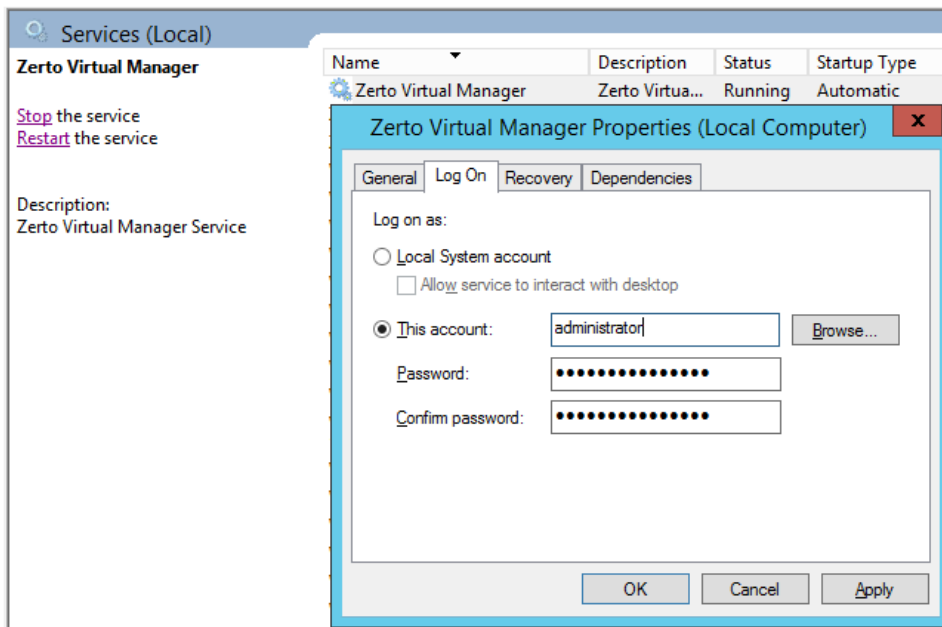 Services (Local)
Zerto Virtual Manager
Stop the service
Restart the service
Description:
Zerto Virtual Manager Service
Name Description Status Startup Type
Zerto Virtual Manager Zerto Virtua... Running Automatic
Zerto Virtual Manager Properties (Local Computer) x
General Log On Recovery Dependencies
Log on as:
Local System account
Allow service to interact with desktop
This account: administrator Browse...
Password: •••••••••••••••
Confirm password: •••••••••••••••
OK Cancel Apply